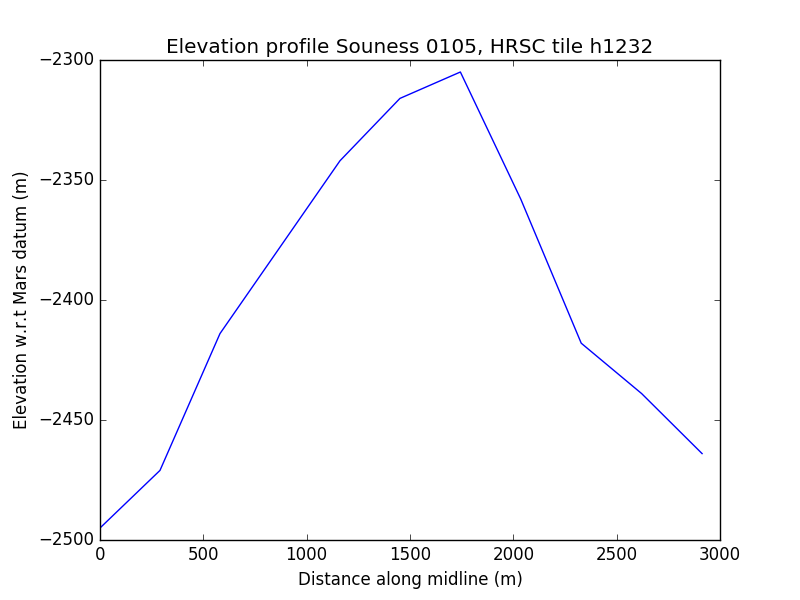 Elevation profile Souness 0105, HRSC tile h1232
−2300
−2350
−2400
−2450
−2500
Elevation w.r.t Mars datum (m)
0 500 1000 1500 2000 2500 3000
Distance along midline (m)